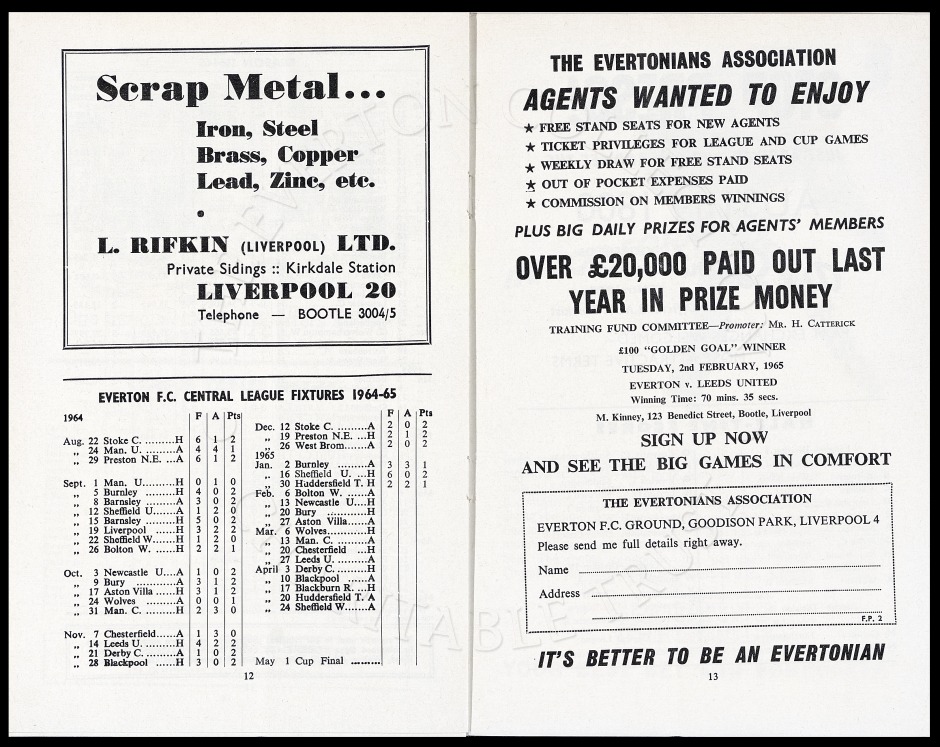 Scrap Metal...
Iron, Steel
Brass, Copper
Lead, Zinc, etc.
L. RIFKIN (LIVERPOOL) LTD.
Private Sidings :: Kirkdale Station
LIVERPOOL 20
Telephone — BOOTLE 3004/5
EVERTON F.C. CENTRAL LEAGUE FIXTURES 1964-65
1964 F A Pts
Aug. 22 Stoke C. .........H 6 1 2
„ 24 Man. U. .........A 4 4 1
„ 29 Preston N.E. ...A 6 1 2
Sept. 1 Man. U. .........H 0 1 0
„ 5 Burnley .........H 4 0 2
„ 8 Barnsley .........A 3 0 2
„ 12 Sheffield U.....A 1 2 0
„ 15 Barnsley .........H 5 0 2
„ 19 Liverpool ......H 3 2 2
„ 22 Sheffield W......H 1 2 0
„ 26 Bolton W. ......H 2 2 1
Oct. 3 Newcastle U....A 1 0 2
„ 9 Bury ............A 3 1 2
„ 17 Aston Villa ......H 3 1 2
„ 24 Wolves .........A 0 0 1
„ 31 Man. C. .........H 2 3 0
Nov. 7 Chesterfield......A 1 3 0
„ 14 Leeds U. .........H 4 2 2
„ 21 Derby C. .........A 1 0 2
„ 28 Blackpool ......H 3 0 2
F A Pts
Dec. 12 Stoke C. .........A 2 0 2
„ 19 Preston N.E. ...H 2 1 2
„ 26 West Brom.......A 2 0 2
1965
Jan. 2 Burnley .........A 3 3 1
„ 16 Sheffield U. ...H 6 0 2
„ 30 Huddersfield T. H 2 2 1
Feb. 6 Bolton W. ......A
„ 13 Newcastle U....H
„ 20 Bury ............H
„ 27 Aston Villa......A
Mar. 6 Wolves............H
„ 13 Man. C. .........A
„ 20 Chesterfield ...H
„ 27 Leeds U. .........A
April 3 Derby C. .........H
„ 10 Blackpool ......A
„ 17 Blackburn R. ...H
„ 20 Huddersfield T. A
„ 24 Sheffield W.......A
May 1 Cup Final .........
12
THE EVERTONIANS ASSOCIATION
AGENTS WANTED TO ENJOY
★ FREE STAND SEATS FOR NEW AGENTS
★ TICKET PRIVILEGES FOR LEAGUE AND CUP GAMES
★ WEEKLY DRAW FOR FREE STAND SEATS
★ OUT OF POCKET EXPENSES PAID
★ COMMISSION ON MEMBERS WINNINGS
PLUS BIG DAILY PRIZES FOR AGENTS' MEMBERS
OVER £20,000 PAID OUT LAST
YEAR IN PRIZE MONEY
TRAINING FUND COMMITTEE—Promoter: MR. H. CATTERICK
£100 "GOLDEN GOAL" WINNER
TUESDAY, 2nd FEBRUARY, 1965
EVERTON v. LEEDS UNITED
Winning Time: 70 mins. 35 secs.
M. Kinney, 123 Benedict Street, Bootle, Liverpool
SIGN UP NOW
AND SEE THE BIG GAMES IN COMFORT
THE EVERTONIANS ASSOCIATION
EVERTON F.C. GROUND, GOODISON PARK, LIVERPOOL 4
Please send me full details right away.
Name
Address
F.P. 2
IT'S BETTER TO BE AN EVERTONIAN
13